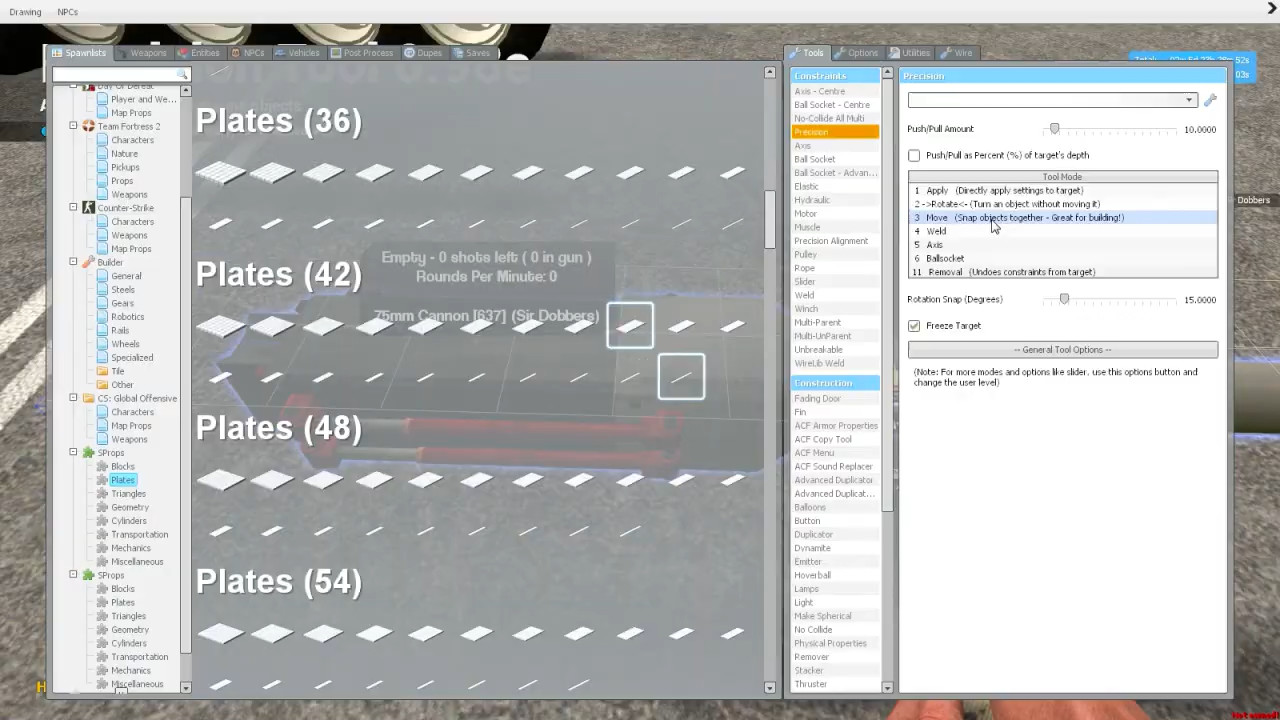 Drawing NPCs
Spawnlists Weapons Entities NPCs Vehicles Post Process Dupes Saves
Player and We...
Map Props
Team Fortress 2
Characters
Nature
Pickups
Props
Weapons
Counter-Strike
Characters
Weapons
Map Props
Builder
General
Steels
Gears
Robotics
Rails
Wheels
Specialized
Tile
Other
CS: Global Offensive
Characters
Map Props
Weapons
SProps
Blocks
Plates
Triangles
Geometry
Cylinders
Transportation
Mechanics
Miscellaneous
SProps
Blocks
Plates
Triangles
Geometry
Cylinders
Transportation
Mechanics
Miscellaneous
Plates (36)
Plates (42)
Empty - 0 shots left ( 0 in gun )
Rounds Per Minute: 0
75mm Cannon [637] (Sir Dobbers)
Plates (48)
Plates (54)
Tools Options Utilities Wire
Constraints
Axis - Centre
Ball Socket - Centre
No-Collide All Multi
Precision
Axis
Ball Socket
Ball Socket - Advan...
Elastic
Hydraulic
Motor
Muscle
Precision Alignment
Pulley
Rope
Slider
Weld
Winch
Multi-Parent
Multi-UnParent
Unbreakable
WireLib Weld
Construction
Fading Door
Fin
ACF Armor Properties
ACF Copy Tool
ACF Menu
ACF Sound Replacer
Advanced Duplicator
Advanced Duplicat...
Balloons
Button
Duplicator
Dynamite
Emitter
Hoverball
Lamps
Light
Make Spherical
No Collide
Physical Properties
Remover
Stacker
Thruster
Precision
Push/Pull Amount 10.0000
Push/Pull as Percent (%) of target's depth
Tool Mode
1 Apply (Directly apply settings to target)
2 ->Rotate<- (Turn an object without moving it)
3 Move (Snap objects together - Great for building!)
4 Weld
5 Axis
6 Ballsocket
11 Removal (Undoes constraints from target)
Rotation Snap (Degrees) 15.0000
Freeze Target
-- General Tool Options --
(Note: For more modes and options like slider, use this options button and
change the user level)
Dobbers